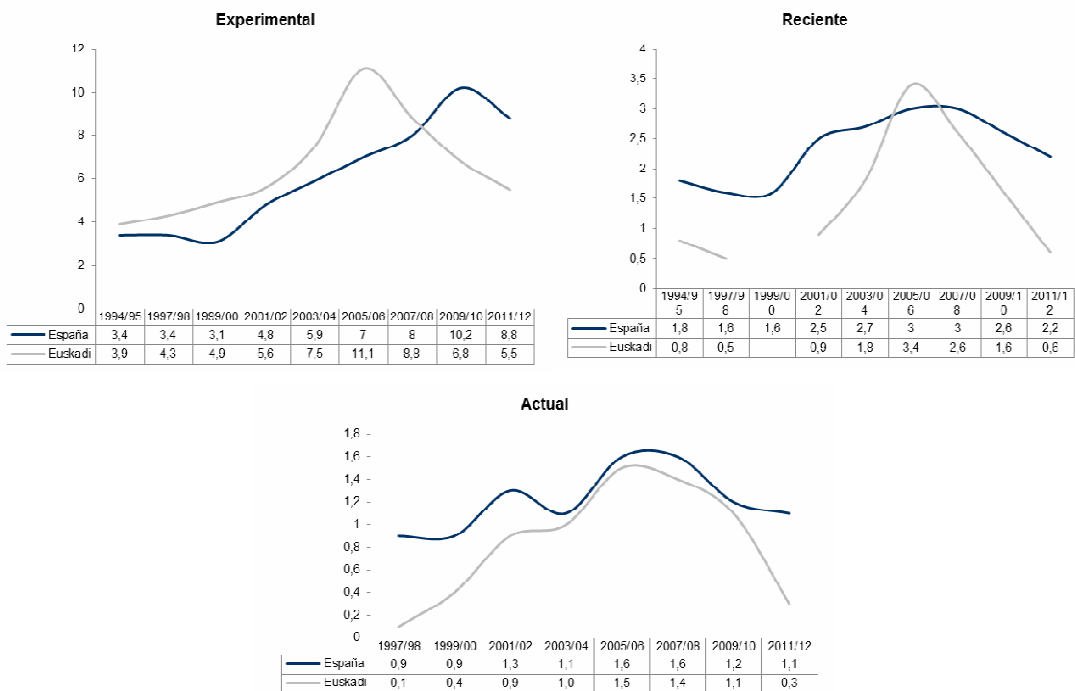 Experimental
12
10
8
6
4
2
0
1994/95 1997/98 1999/00 2001/02 2003/04 2005/06 2007/08 2009/10 2011/12
España 3,4 3,4 3,1 4,8 5,9 7 8 10,2 8,8
Euskadi 3,9 4,3 4,9 5,6 7,5 11,1 8,8 6,8 5,5
Reciente
4
3,5
3
2,5
2
1,5
1
0,5
0
1994/9 1997/9 1999/0 2001/0 2003/0 2005/0 2007/0 2009/1 2011/1
5 8 0 2 4 6 8 0 2
España 1,8 1,6 1,6 2,5 2,7 3 3 2,6 2,2
Euskadi 0,8 0,5 0,9 1,8 3,4 2,6 1,6 0,6
Actual
1,8
1,6
1,4
1,2
1
0,8
0,6
0,4
0,2
0
1997/98 1999/00 2001/02 2003/04 2005/06 2007/08 2009/10 2011/12
España 0,9 0,9 1,3 1,1 1,6 1,6 1,2 1,1
Euskadi 0,1 0,4 0,9 1,0 1,5 1,4 1,1 0,3